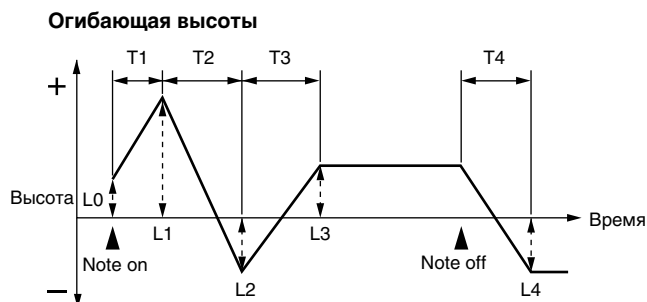 Огибающая высоты
T1 T2 T3 T4
+
Высота L0
Время
L1 L3
Note on Note off
−
L2 L4